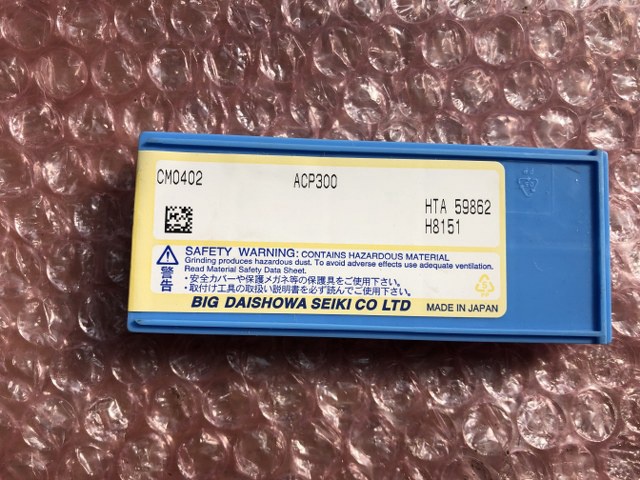 CM0402 ACP300
HTA 59862
H8151
SAFETY WARNING: CONTAINS HAZARDOUS MATERIAL
Grinding produces hazardous dust. To avoid adverse effects use adequate ventilation.
Read Material Safety Data Sheet.
警告
・安全カバーや保護メガネ等の保護具をご使用下さい。
・取付け工具の取扱い説明書を必ず読んでご使用下さい。
BIG DAISHOWA SEIKI CO LTD MADE IN JAPAN